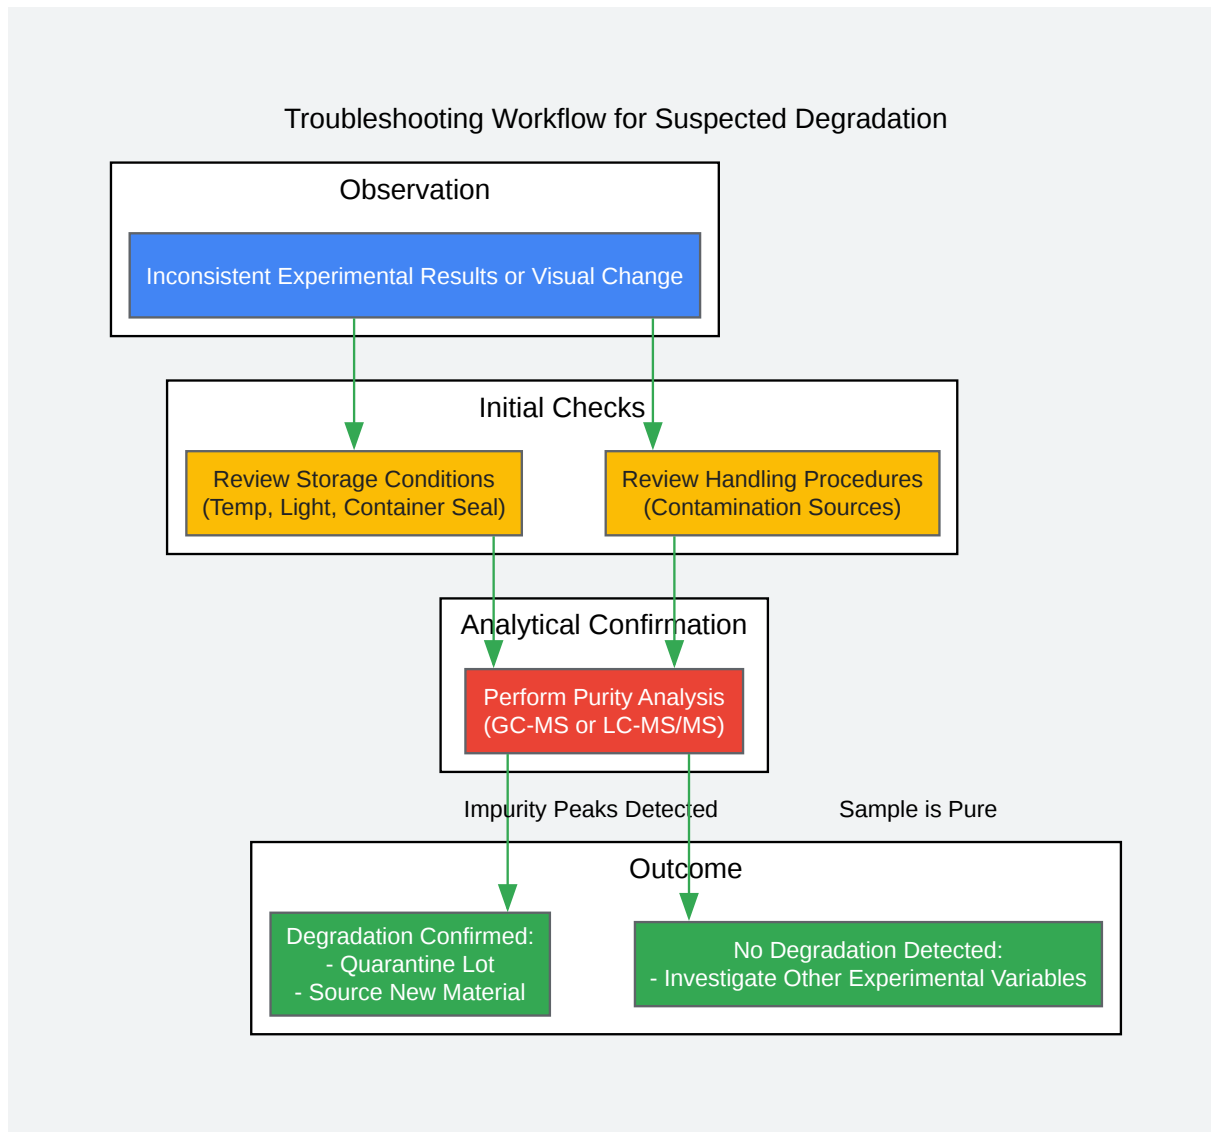 Troubleshooting Workflow for Suspected Degradation
Observation
Inconsistent Experimental Results or Visual Change
Initial Checks
Review Storage Conditions
(Temp, Light, Container Seal)
Review Handling Procedures
(Contamination Sources)
Analytical Confirmation
Perform Purity Analysis
(GC-MS or LC-MS/MS)
Impurity Peaks Detected
Sample is Pure
Outcome
Degradation Confirmed:
- Quarantine Lot
- Source New Material
No Degradation Detected:
- Investigate Other Experimental Variables